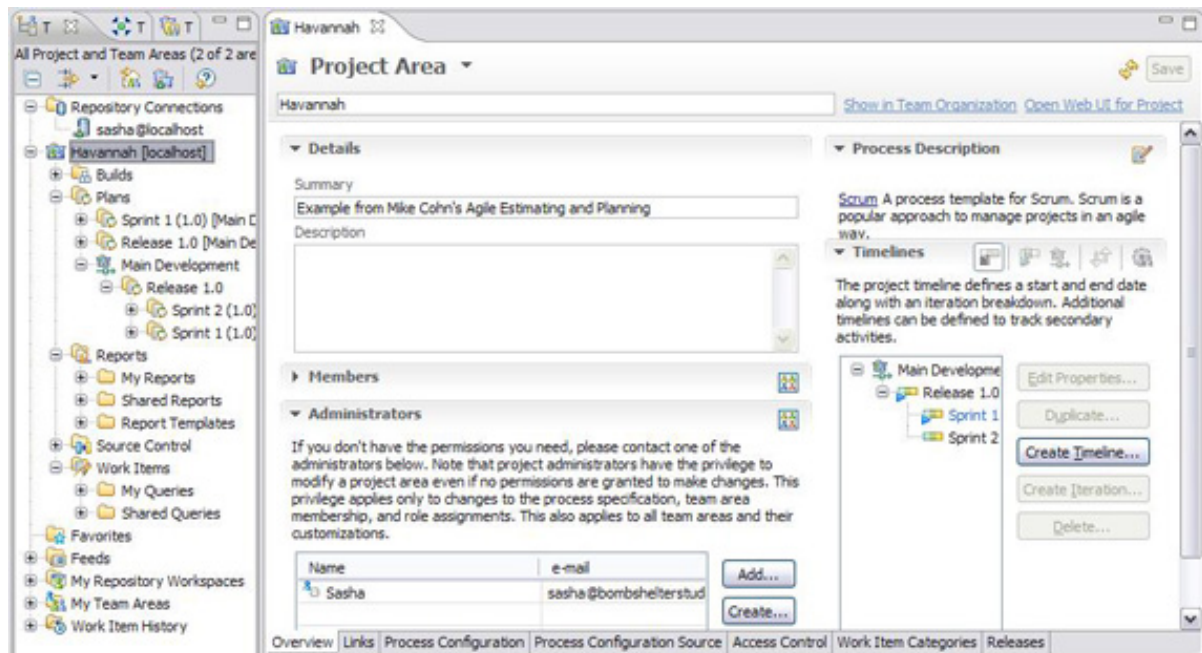 T
T
T
All Project and Team Areas (2 of 2 are
Repository Connections
sasha@localhost
Havannah [localhost]
Builds
Plans
Sprint 1 (1.0) [Main D
Release 1.0 [Main De
Main Development
Release 1.0
Sprint 2 (1.0)
Sprint 1 (1.0)
Reports
My Reports
Shared Reports
Report Templates
Source Control
Work Items
My Queries
Shared Queries
Favorites
Feeds
My Repository Workspaces
My Team Areas
Work Item History
Havannah
Project Area
Save
Havannah
Show in Team Organization Open Web UI for Project
Details
Summary
Example from Mike Cohn's Agile Estimating and Planning
Description
Members
Administrators
If you don't have the permissions you need, please contact one of the
administrators below. Note that project administrators have the privilege to
modify a project area even if no permissions are granted to make changes. This
privilege applies only to changes to the process specification, team area
membership, and role assignments. This also applies to all team areas and their
customizations.
Name e-mail
Sasha sasha@bombshelterstud
Add...
Create...
Process Description
Scrum A process template for Scrum. Scrum is a
popular approach to manage projects in an agile
way.
Timelines
The project timeline defines a start and end date
along with an iteration breakdown. Additional
timelines can be defined to track secondary
activities.
Main Developme
Release 1.0
Sprint 1
Sprint 2
Edit Properties...
Duplicate...
Create Timeline...
Create Iteration...
Delete...
Overview Links Process Configuration Process Configuration Source Access Control Work Item Categories Releases